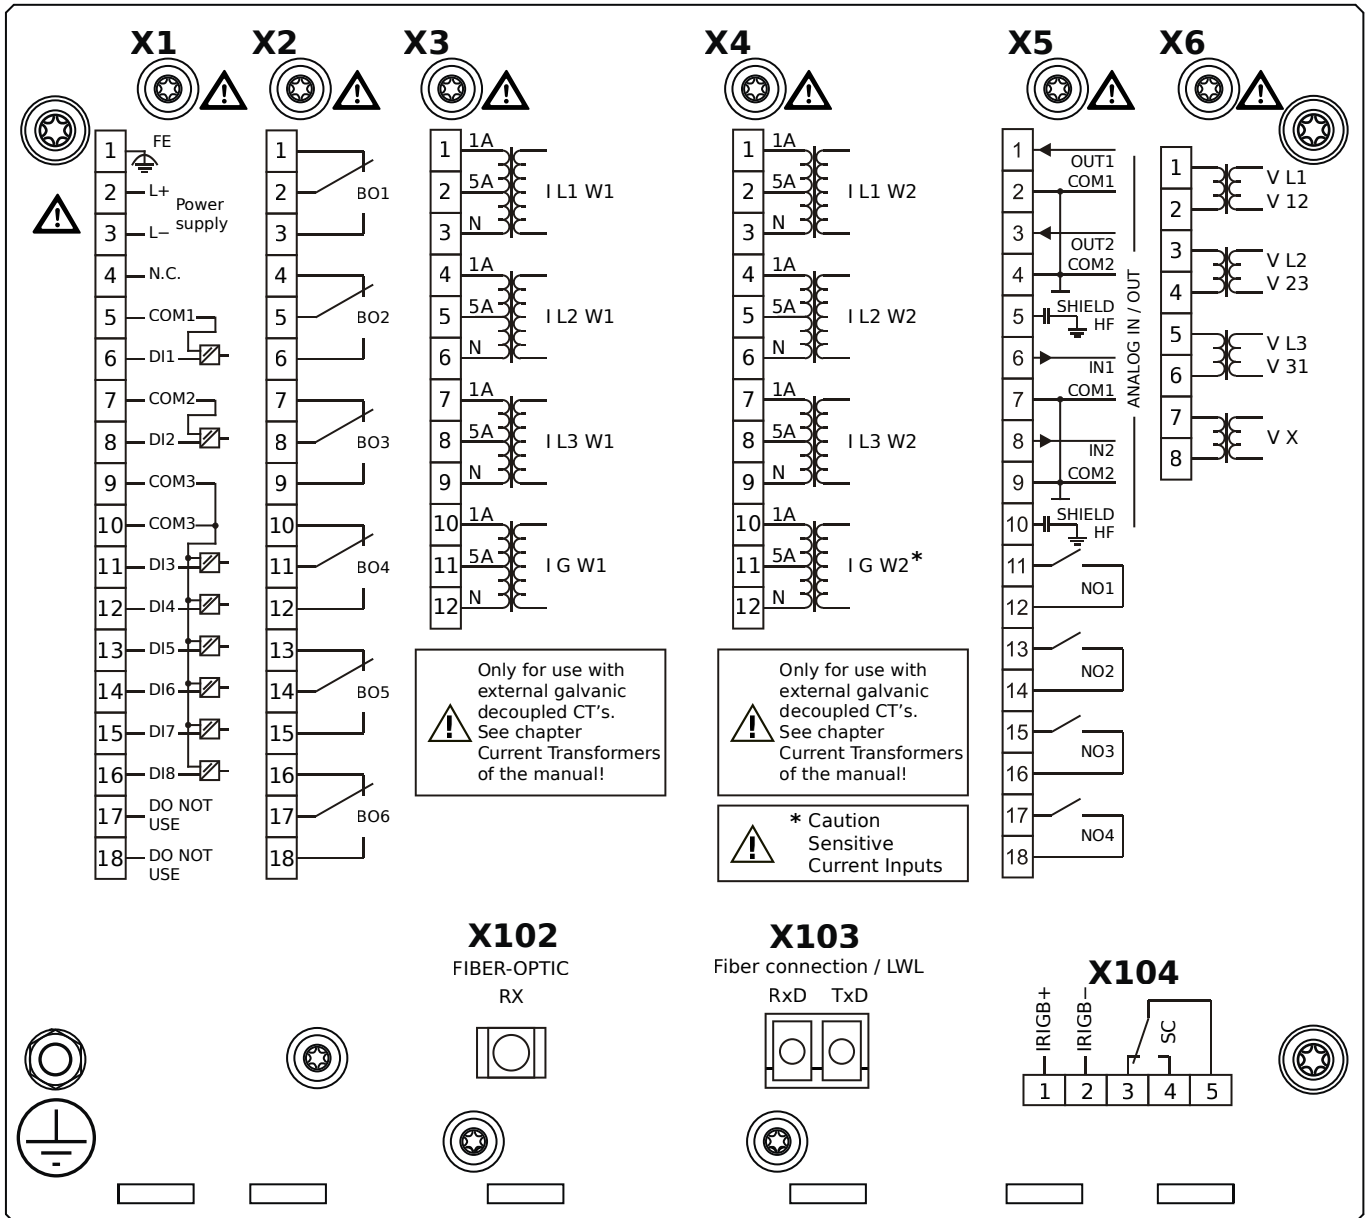 X1
X2
X3
X4
X5
X6
1
FE
2
L+
Power
supply
3
L−
4
N.C.
5
COM1
6
DI1
7
COM2
8
DI2
9
COM3
10
COM3
11
DI3
12
DI4
13
DI5
14
DI6
15
DI7
16
DI8
17
DO NOT
USE
18
DO NOT
USE
1
2
BO1
3
4
5
BO2
6
7
8
BO3
9
10
11
BO4
12
13
14
BO5
15
16
17
BO6
18
1
1A
2
5A
I L1 W1
3
N
4
1A
5
5A
I L2 W1
6
N
7
1A
8
5A
I L3 W1
9
N
10
1A
11
5A
I G W1
12
N
Only for use with
external galvanic
decoupled CT's.
See chapter
Current Transformers
of the manual!
1
1A
2
5A
I L1 W2
3
N
4
1A
5
5A
I L2 W2
6
N
7
1A
8
5A
I L3 W2
9
N
10
1A
11
5A
I G W2*
12
N
Only for use with
external galvanic
decoupled CT's.
See chapter
Current Transformers
of the manual!
* Caution
Sensitive
Current Inputs
1
OUT1
2
COM1
3
OUT2
4
COM2
5
SHIELD
HF
6
IN1
7
COM1
8
IN2
9
COM2
10
SHIELD
HF
ANALOG IN / OUT
11
NO1
12
13
NO2
14
15
NO3
16
17
NO4
18
1
V L1
2
V 12
3
V L2
4
V 23
5
V L3
6
V 31
7
V X
8
X102
FIBER-OPTIC
RX
X103
Fiber connection / LWL
RxD TxD
X104
IRIGB+
IRIGB−
SC
1 2 3 4 5